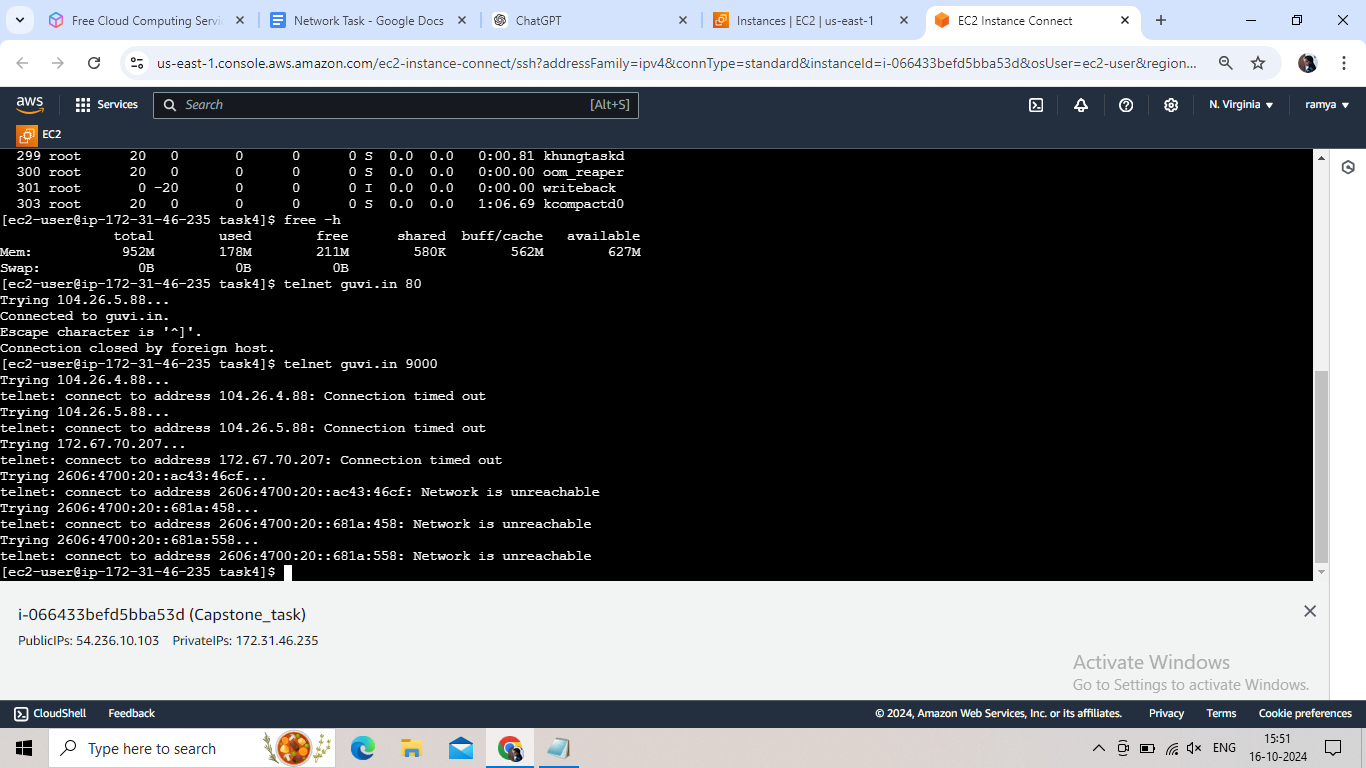 Free Cloud Computing Servi
Network Task - Google Docs
ChatGPT
Instances | EC2 | us-east-1
EC2 Instance Connect
us-east-1.console.aws.amazon.com/ec2-instance-connect/ssh?addressFamily=ipv4&connType=standard&instanceId=i-066433befd5bba53d&osUser=ec2-user&region...
aws Services Search [Alt+S] N. Virginia ramya
EC2
299 root 20 0 0 0 0 S 0.0 0.0 0:00.81 khungtaskd
300 root 20 0 0 0 0 S 0.0 0.0 0:00.00 oom_reaper
301 root 0 -20 0 0 0 I 0.0 0.0 0:00.00 writeback
303 root 20 0 0 0 0 S 0.0 0.0 1:06.69 kcompactd0
[ec2-user@ip-172-31-46-235 task4]$ free -h
total used free shared buff/cache available
Mem: 952M 178M 211M 580K 562M 627M
Swap: 0B 0B 0B
[ec2-user@ip-172-31-46-235 task4]$ telnet guvi.in 80
Trying 104.26.5.88...
Connected to guvi.in.
Escape character is '^]'.
Connection closed by foreign host.
[ec2-user@ip-172-31-46-235 task4]$ telnet guvi.in 9000
Trying 104.26.4.88...
telnet: connect to address 104.26.4.88: Connection timed out
Trying 104.26.5.88...
telnet: connect to address 104.26.5.88: Connection timed out
Trying 172.67.70.207...
telnet: connect to address 172.67.70.207: Connection timed out
Trying 2606:4700:20::ac43:46cf...
telnet: connect to address 2606:4700:20::ac43:46cf: Network is unreachable
Trying 2606:4700:20::681a:458...
telnet: connect to address 2606:4700:20::681a:458: Network is unreachable
Trying 2606:4700:20::681a:558...
telnet: connect to address 2606:4700:20::681a:558: Network is unreachable
[ec2-user@ip-172-31-46-235 task4]$
i-066433befd5bba53d (Capstone_task)
PublicIPs: 54.236.10.103 PrivateIPs: 172.31.46.235
Activate Windows
Go to Settings to activate Windows.
CloudShell Feedback © 2024, Amazon Web Services, Inc. or its affiliates. Privacy Terms Cookie preferences
Type here to search
ENG
15:51
16-10-2024